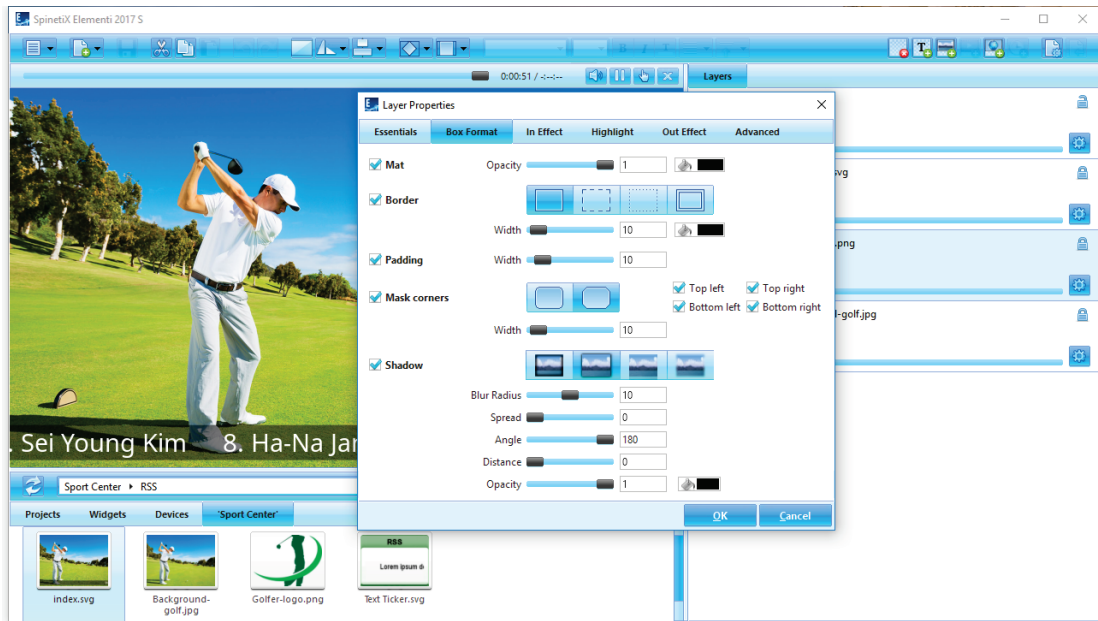 SpinetiX Elementi 2017 S
B I T
0:00:51 / -:--:--
Layers
Layer Properties
Essentials Box Format In Effect Highlight Out Effect Advanced
Mat Opacity 1
Border
Width 10
Padding Width 10
Mask corners Top left Top right
Bottom left Bottom right
Width 10
Shadow
Blur Radius 10
Spread 0
Angle 180
Distance 0
Opacity 1
OK Cancel
svg
.png
l-golf.jpg
. Sei Young Kim 8. Ha-Na Jan
Sport Center RSS
Projects Widgets Devices 'Sport Center'
RSS
Lorem ipsum d
index.svg Background-golf.jpg Golfer-logo.png Text Ticker.svg